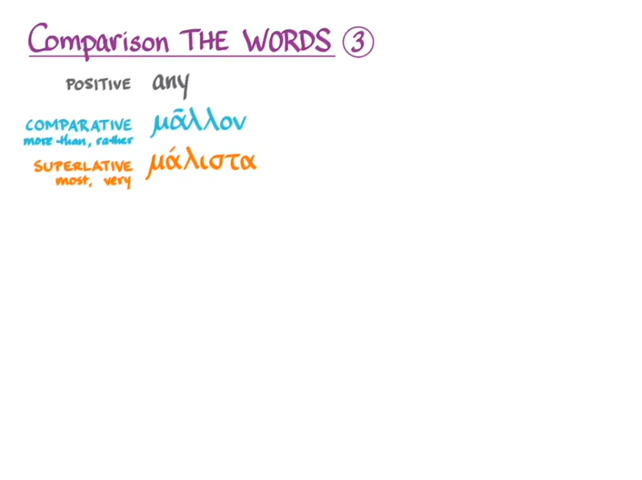 Comparison THE WORDS ③
POSITIVE any
COMPARATIVE μᾶλλον
more than, rather
SUPERLATIVE μάλιστα
most, very